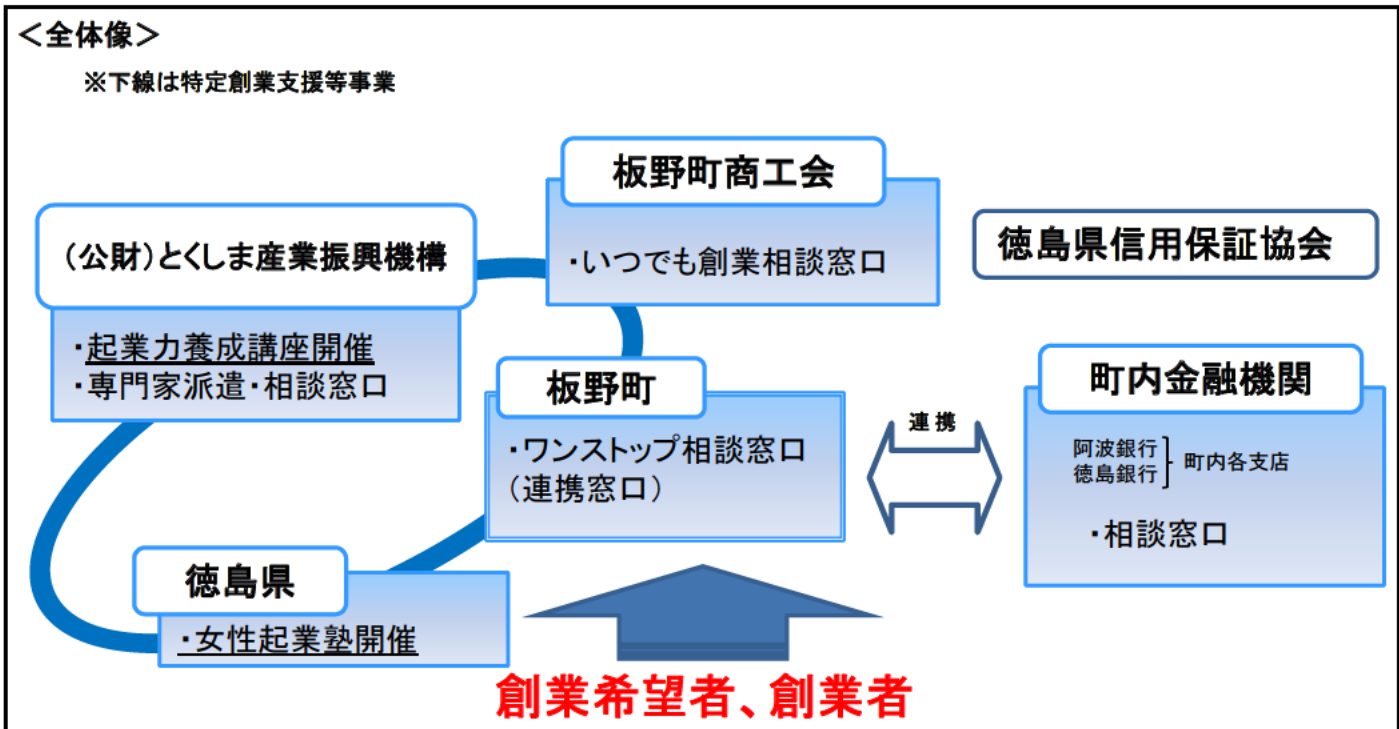 ＜全体像＞
※下線は特定創業支援等事業
板野町商工会
・いつでも創業相談窓口
（公財）とくしま産業振興機構
・起業力養成講座開催
・専門家派遣・相談窓口
徳島県信用保証協会
板野町
・ワンストップ相談窓口
（連携窓口）
連携
町内金融機関
阿波銀行
徳島銀行
町内各支店
・相談窓口
徳島県
・女性起業塾開催
創業希望者、創業者